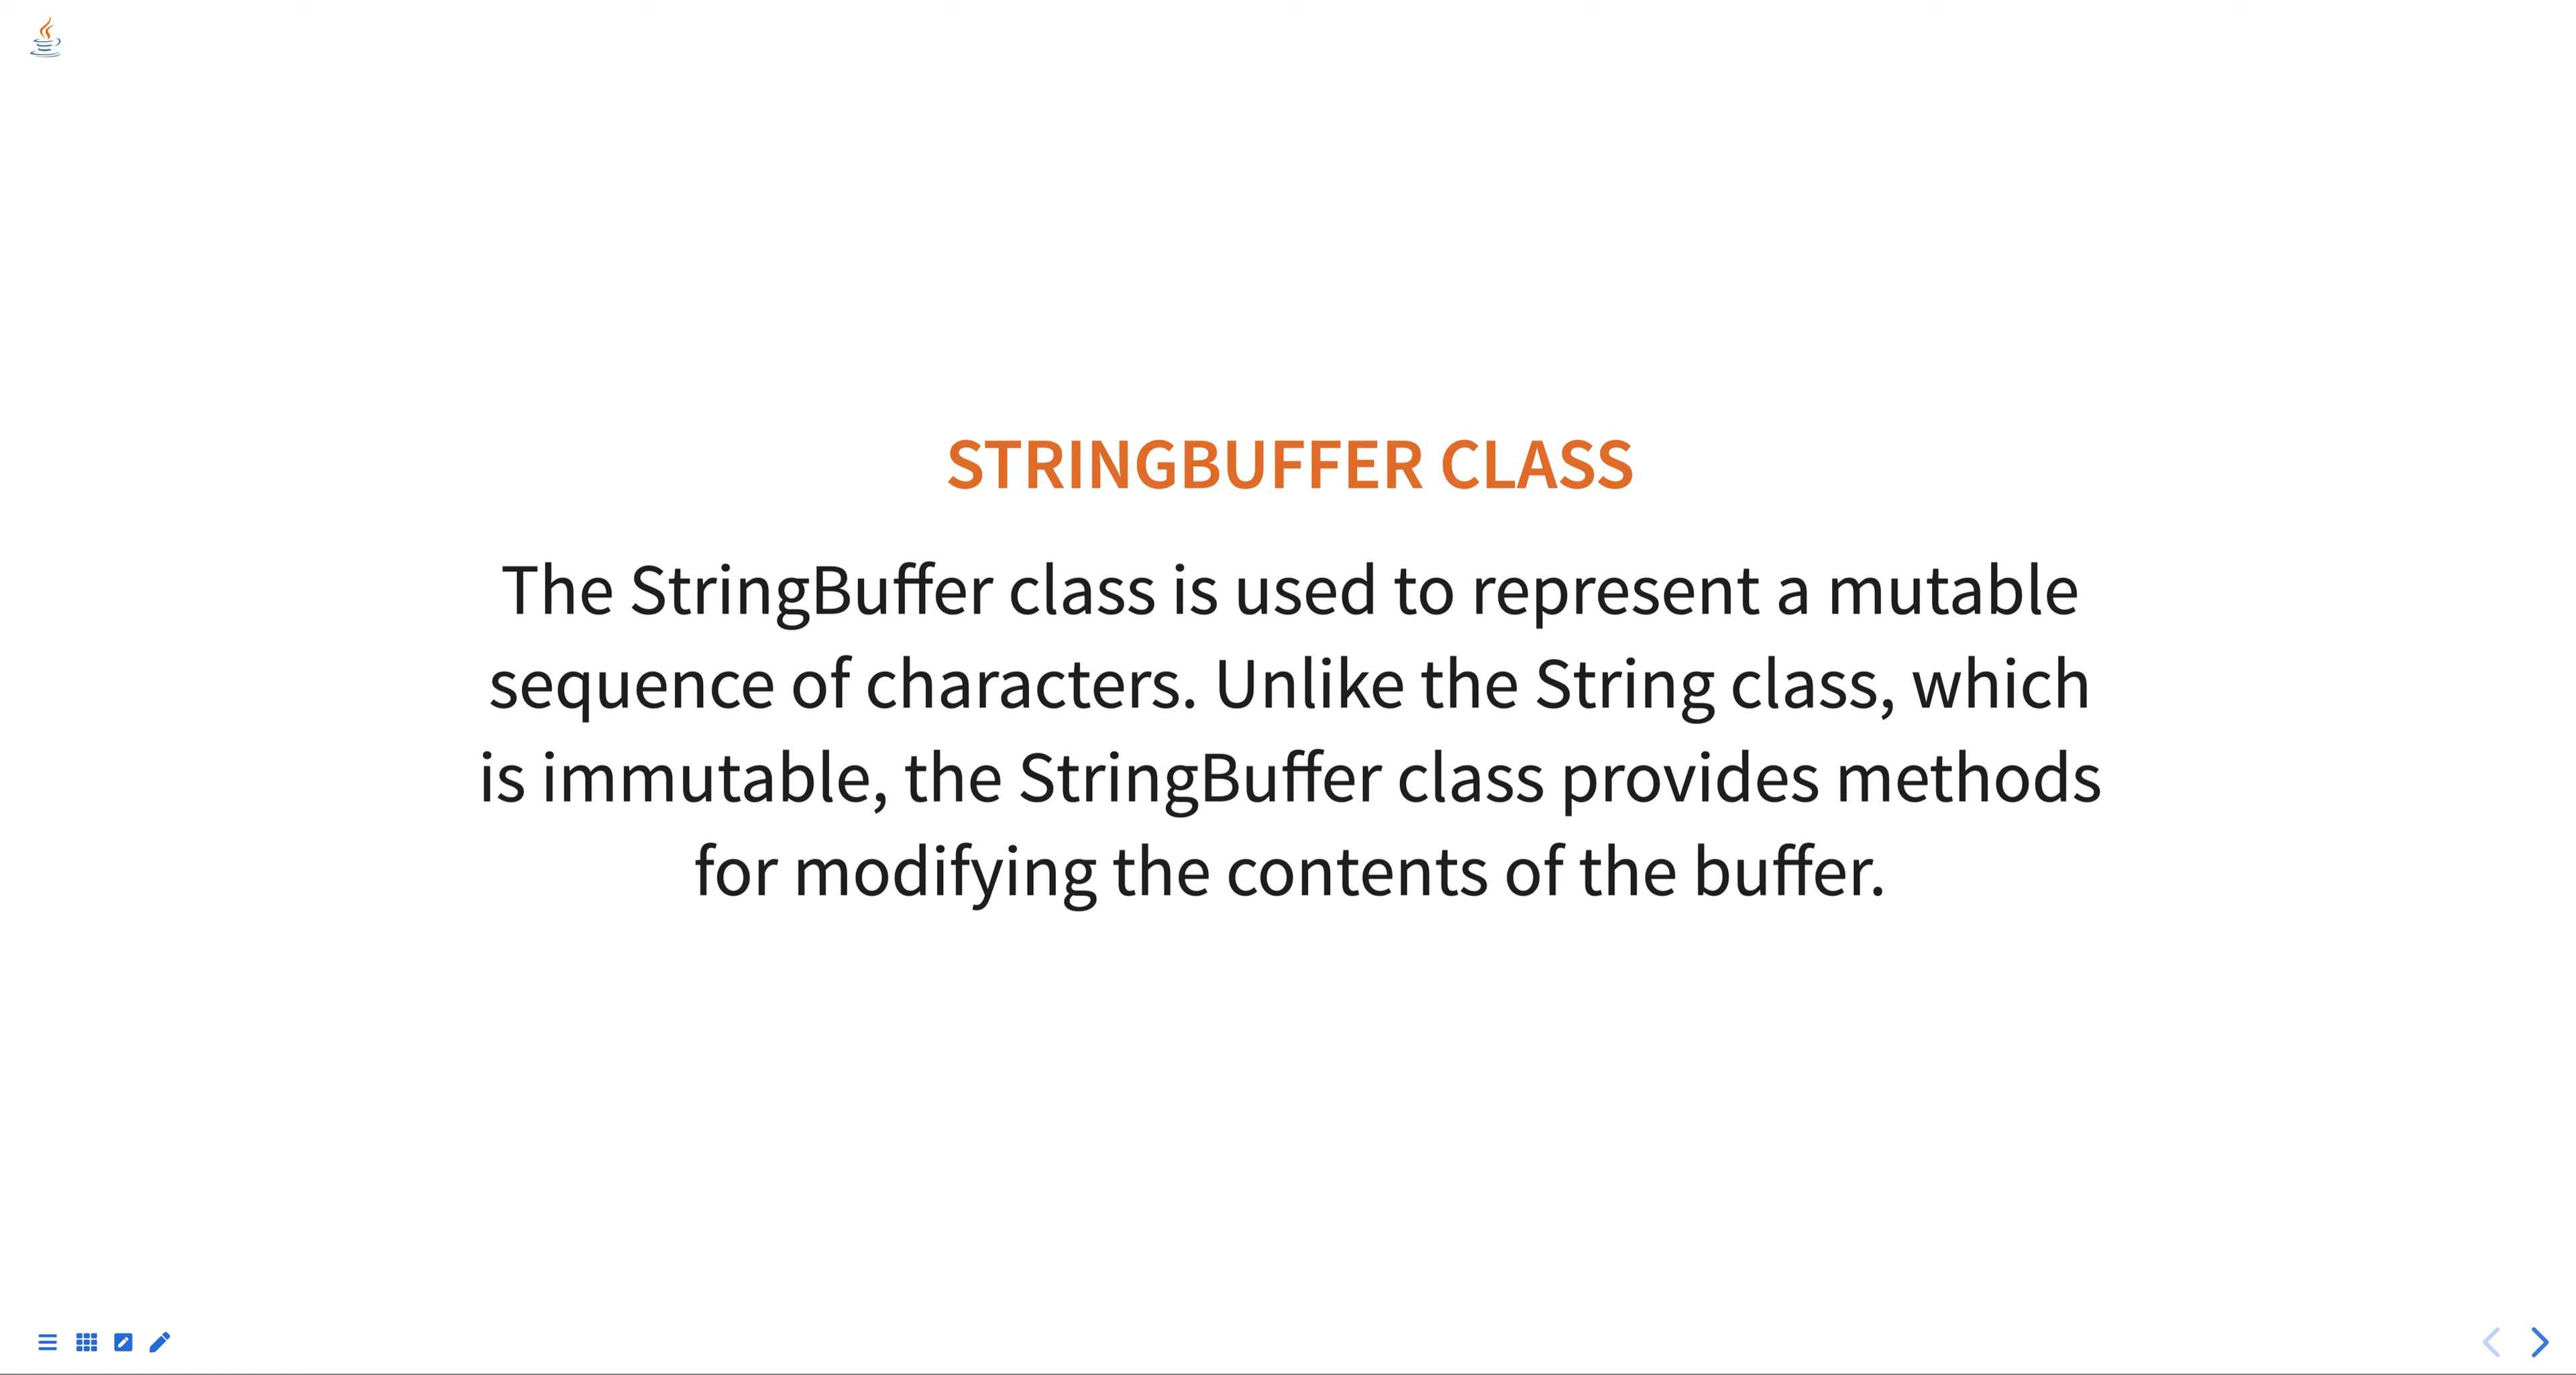 STRINGBUFFER CLASS
The StringBuffer class is used to represent a mutable
sequence of characters. Unlike the String class, which
is immutable, the StringBuffer class provides methods
for modifying the contents of the buffer.